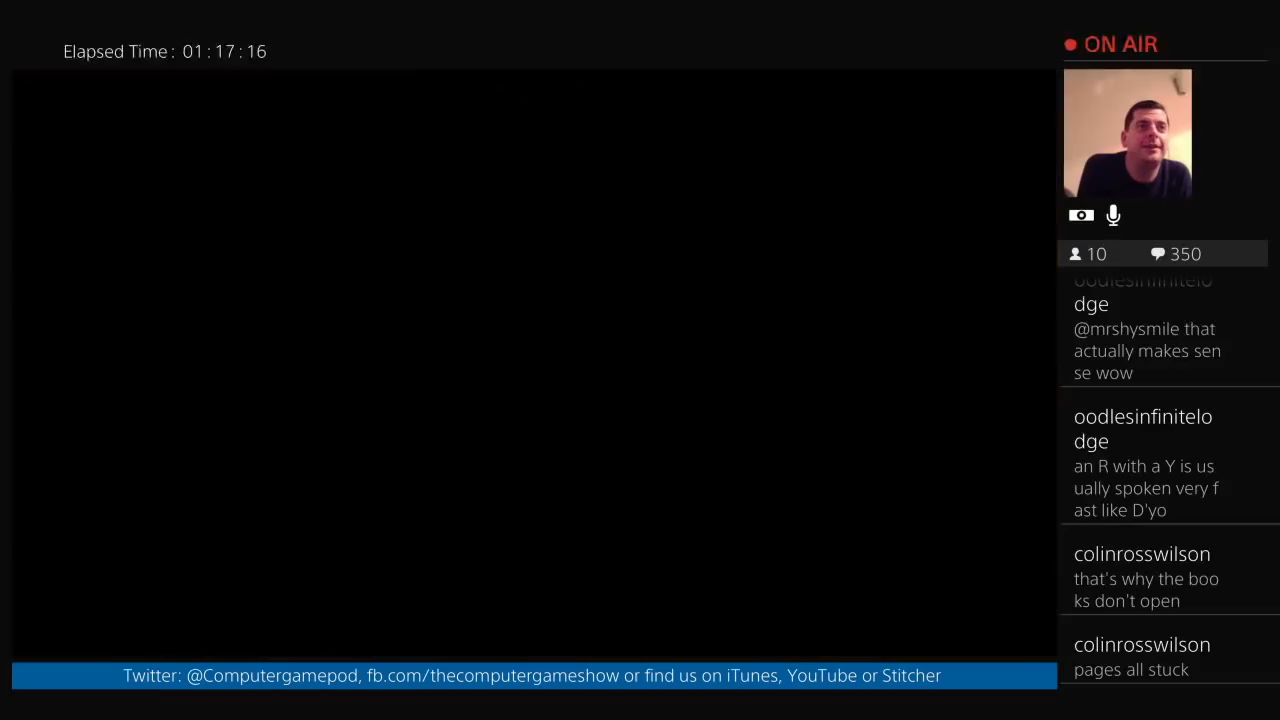 Elapsed Time: 01:17:16
ON AIR
10 350
oodlesinfinitelo
dge
@mrshysmile that
actually makes sen
se wow
oodlesinfinitelo
dge
an R with a Y is us
ually spoken very f
ast like D'yo
colinrosswilson
that's why the boo
ks don't open
colinrosswilson
pages all stuck
Twitter: @Computergamepod, fb.com/thecomputergameshow or find us on iTunes, YouTube or Stitcher